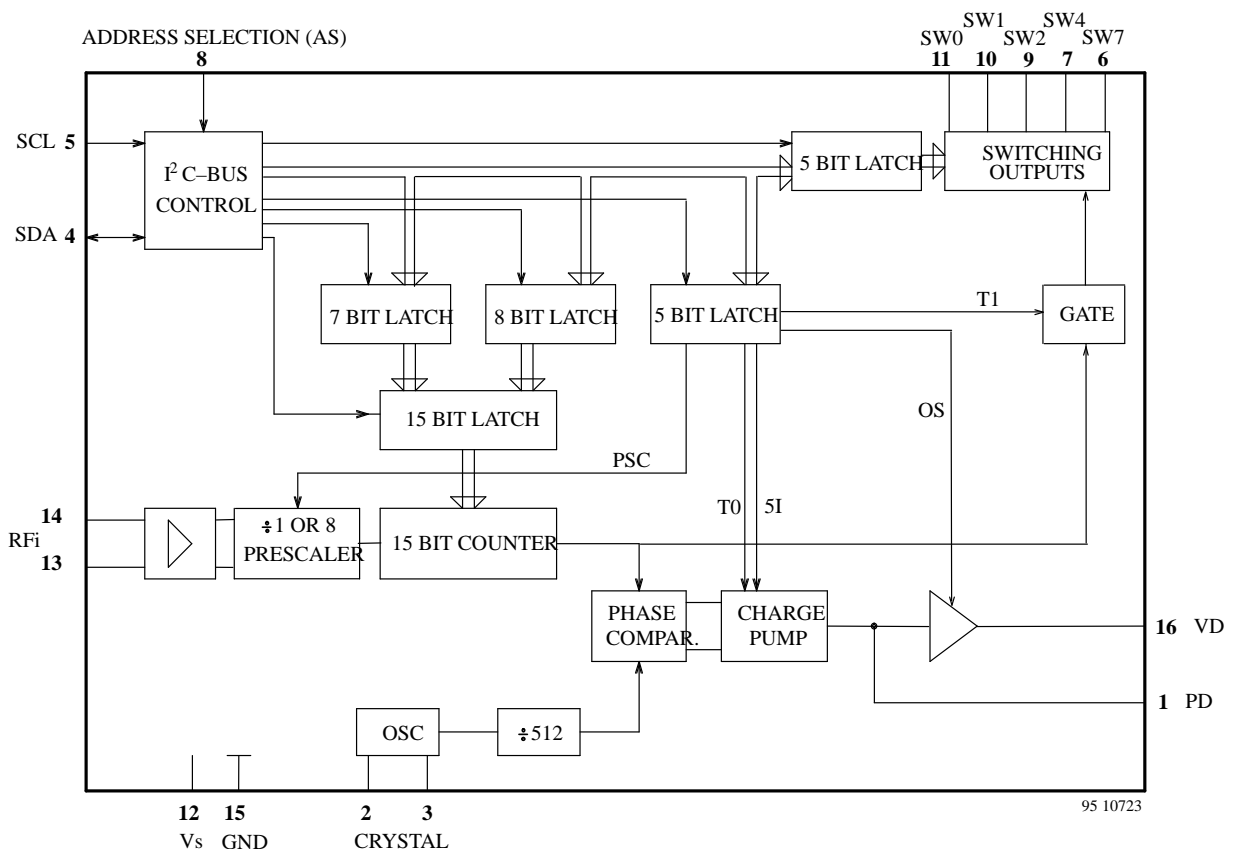 SW1 SW4
ADDRESS SELECTION (AS) SW0 SW2 SW7
8 11 10 9 7 6
SCL 5
I² C–BUS
CONTROL
5 BIT LATCH
SWITCHING
OUTPUTS
SDA 4
7 BIT LATCH
8 BIT LATCH
5 BIT LATCH
T1
GATE
15 BIT LATCH
OS
PSC
T0
5I
14
RFi
13
÷1 OR 8
PRESCALER
15 BIT COUNTER
PHASE
COMPAR.
CHARGE
PUMP
16 VD
1 PD
OSC
÷512
95 10723
12 15 2 3
Vs GND CRYSTAL